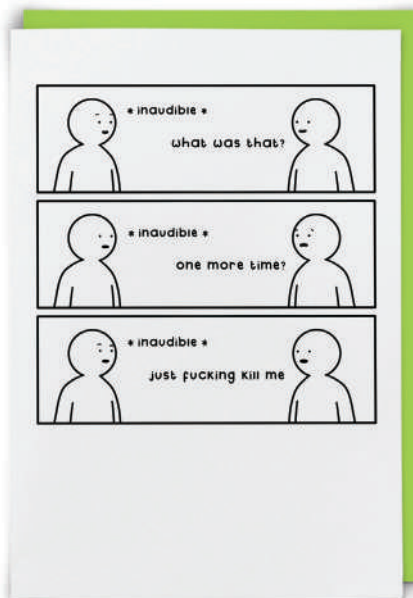 * inaudible *
what was that?
* inaudible *
one more time?
* inaudible *
just fucking kill me